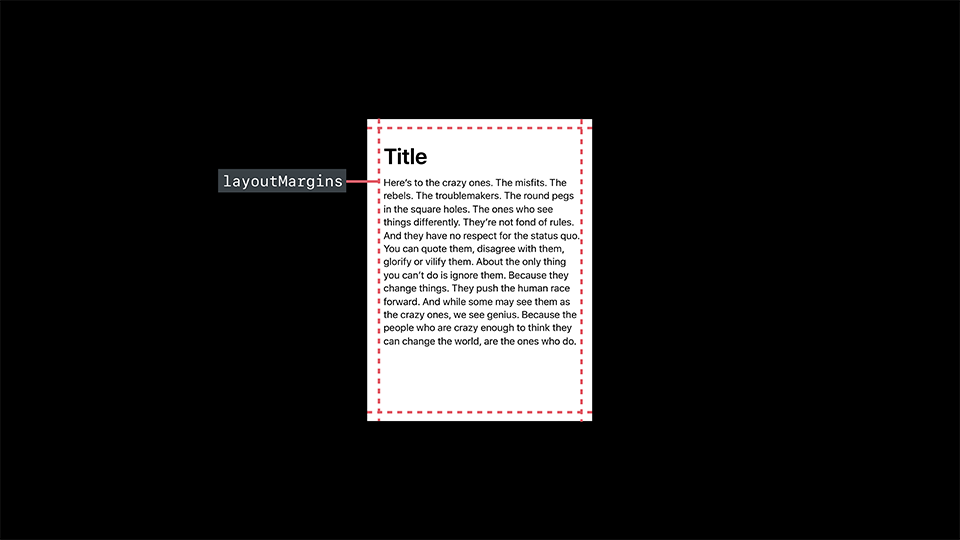 Title
layoutMargins
Here's to the crazy ones. The misfits. The
rebels. The troublemakers. The round pegs
in the square holes. The ones who see
things differently. They're not fond of rules.
And they have no respect for the status quo.
You can quote them, disagree with them,
glorify or vilify them. About the only thing
you can't do is ignore them. Because they
change things. They push the human race
forward. And while some may see them as
the crazy ones, we see genius. Because the
people who are crazy enough to think they
can change the world, are the ones who do.